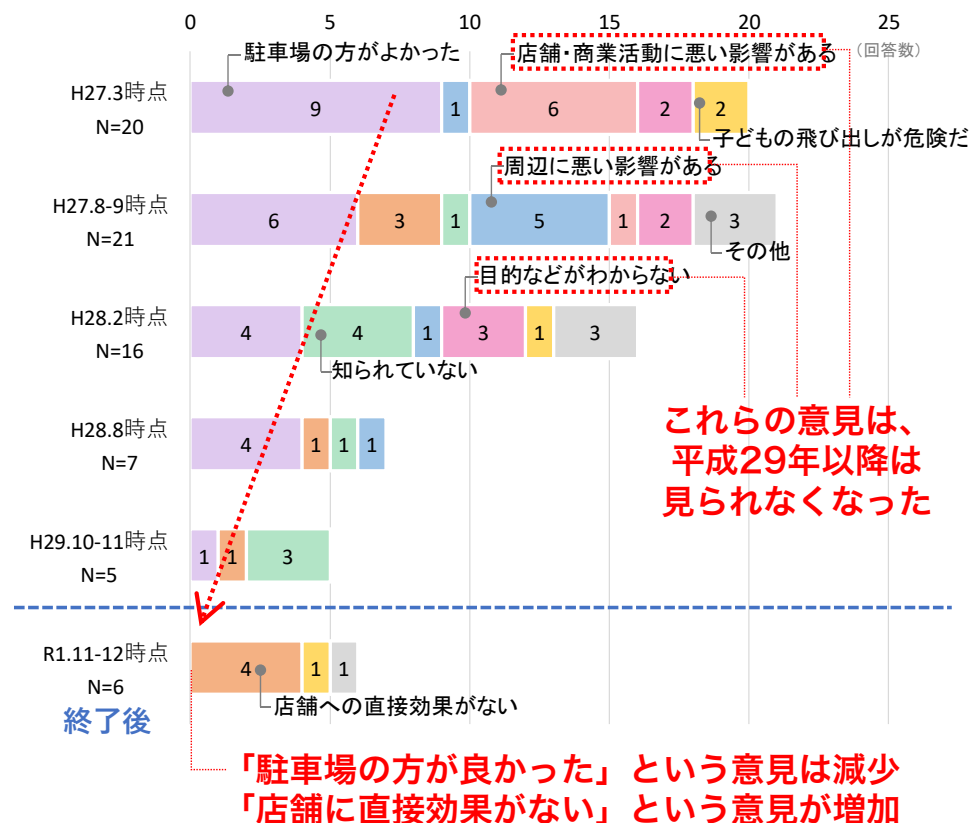 0 5 10 15 20 25
駐車場の方がよかった
店舗・商業活動に悪い影響がある
(回答数)
H27.3時点
N=20
9 1 6 2 2
子どもの飛び出しが危険だ
周辺に悪い影響がある
H27.8-9時点
N=21
6 3 1 5 1 2 3
その他
目的などがわからない
H28.2時点
N=16
4 4 1 3 1 3
知られていない
H28.8時点
N=7
4 1 1 1
これらの意見は、
平成29年以降は
見られなくなった
H29.10-11時点
N=5
1 1 3
R1.11-12時点
N=6
4 1 1
店舗への直接効果がない
終了後
「駐車場の方が良かった」という意見は減少
「店舗に直接効果がない」という意見が増加